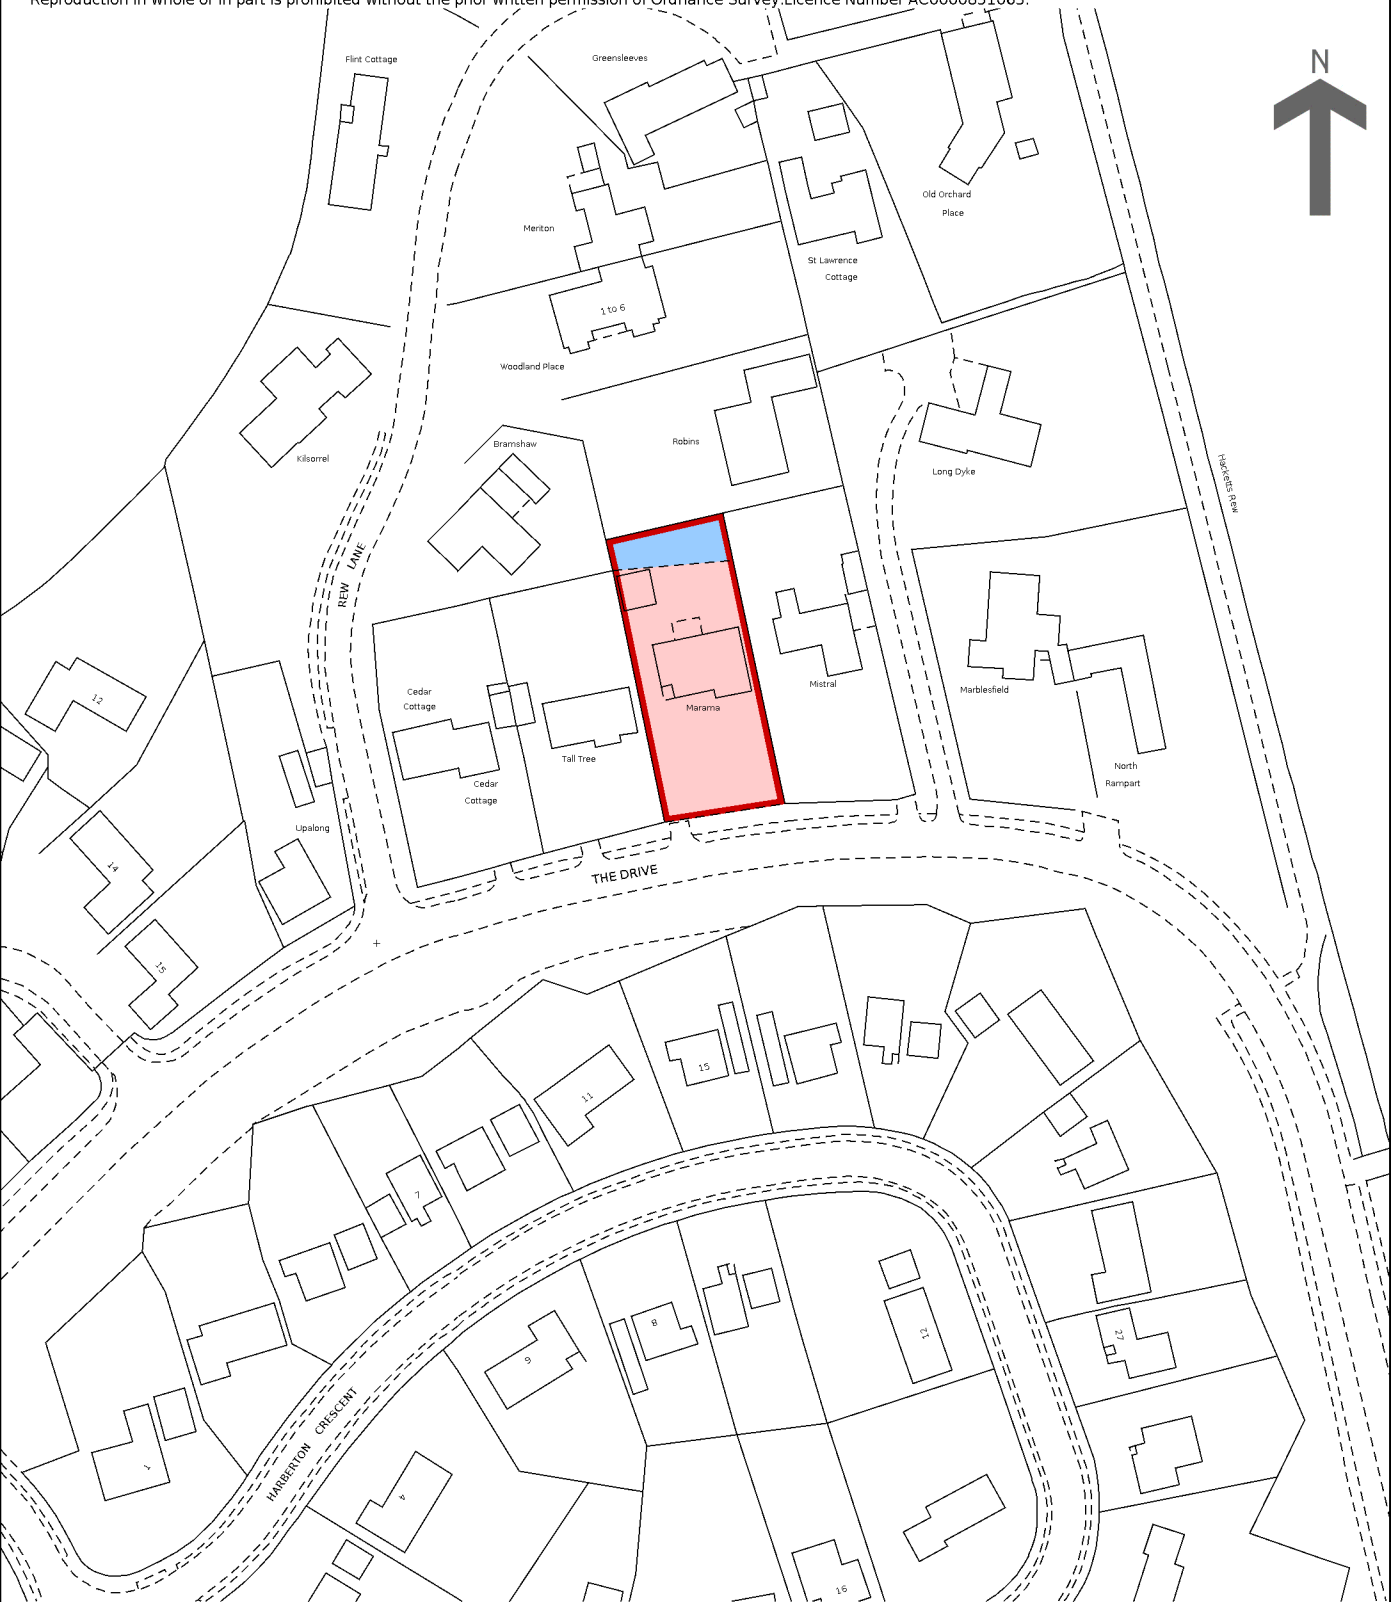 Reproduction in whole or in part is prohibited without the prior written permission of Ordnance Survey.Licence Number AC0000851063.
N
Flint Cottage
Greensleeves
Old Orchard
Place
Meriton
St Lawrence
Cottage
1 to 6
Woodland Place
Bramshaw
Robins
Kilsorrel
Long Dyke
Hacketts Rew
REW LANE
12
Cedar
Cottage
Mistral
Marblesfield
Marama
Tall Tree
North
Rampart
Cedar
Cottage
Upalong
14
THE DRIVE
15
15
11
7
8
12
27
9
HARBERTON CRESCENT
1
4
16